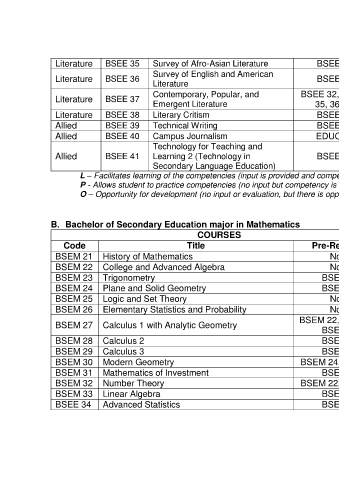 Literature BSEE 35 Survey of Afro-Asian Literature BSEE
Literature BSEE 36 Survey of English and American Literature BSEE
Literature BSEE 37 Contemporary, Popular, and Emergent Literature BSEE 32, 35, 36
Literature BSEE 38 Literary Critism BSEE
Allied BSEE 39 Technical Writing BSEE
Allied BSEE 40 Campus Journalism EDUC
Allied BSEE 41 Technology for Teaching and Learning 2 (Technology in Secondary Language Education) BSEE
L – Facilitates learning of the competencies (input is provided and compe
P - Allows student to practice competencies (no input but competency is
O – Opportunity for development (no input or evaluation, but there is opp
B. Bachelor of Secondary Education major in Mathematics
COURSES
Code Title Pre-Re
BSEM 21 History of Mathematics No
BSEM 22 College and Advanced Algebra No
BSEM 23 Trigonometry BSE
BSEM 24 Plane and Solid Geometry BSE
BSEM 25 Logic and Set Theory No
BSEM 26 Elementary Statistics and Probability No
BSEM 27 Calculus 1 with Analytic Geometry BSEM 22, BSE
BSEM 28 Calculus 2 BSE
BSEM 29 Calculus 3 BSE
BSEM 30 Modern Geometry BSEM 24
BSEM 31 Mathematics of Investment BSE
BSEM 32 Number Theory BSEM 22
BSEM 33 Linear Algebra BSE
BSEE 34 Advanced Statistics BSE